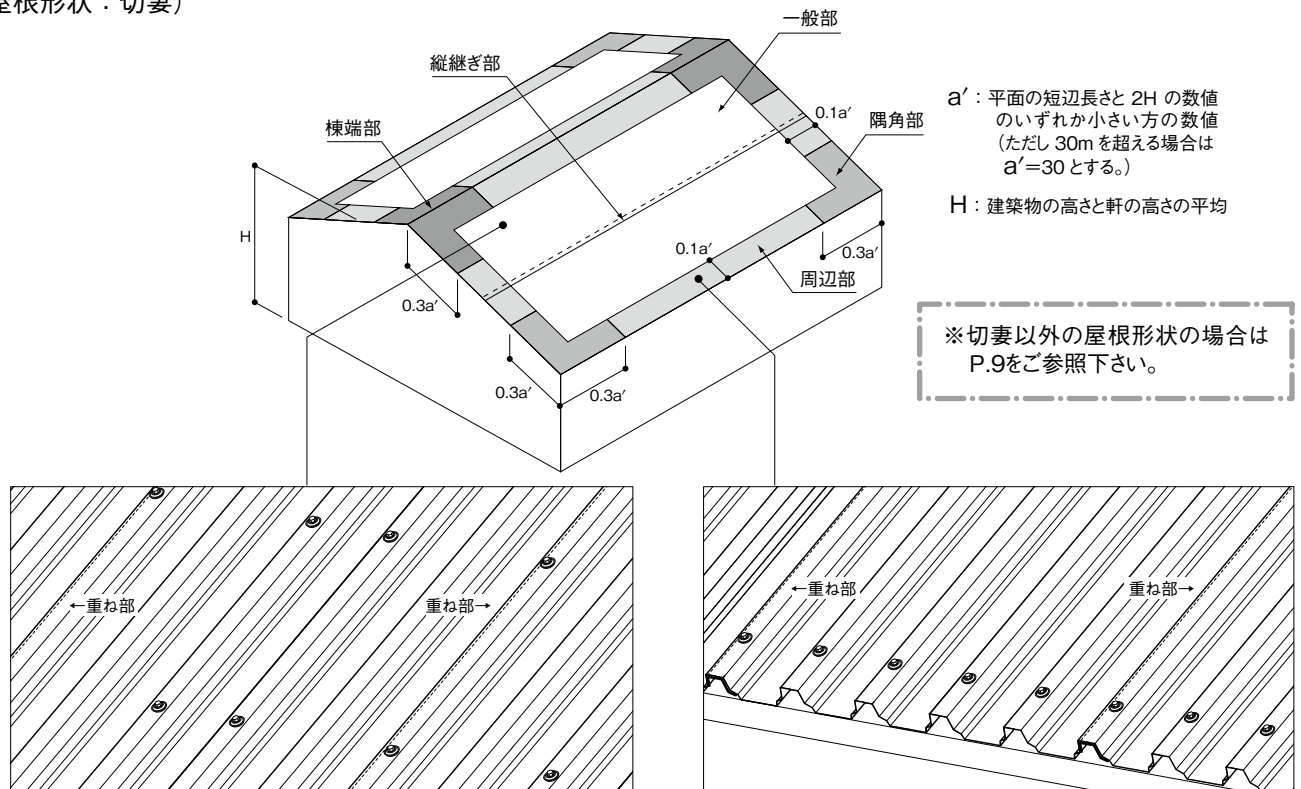 屋根形状：切妻）
一般部
縦継ぎ部
棟端部
0.1a′
隅角部
a′：平面の短辺長さと 2H の数値
のいずれか小さい方の数値
（ただし 30m を超える場合は
a′=30 とする。）
H：建築物の高さと軒の高さの平均
H
0.1a′
0.3a′
周辺部
0.3a′
0.3a′
0.3a′
※切妻以外の屋根形状の場合は
P.9をご参照下さい。
←重ね部
重ね部→
←重ね部
重ね部→